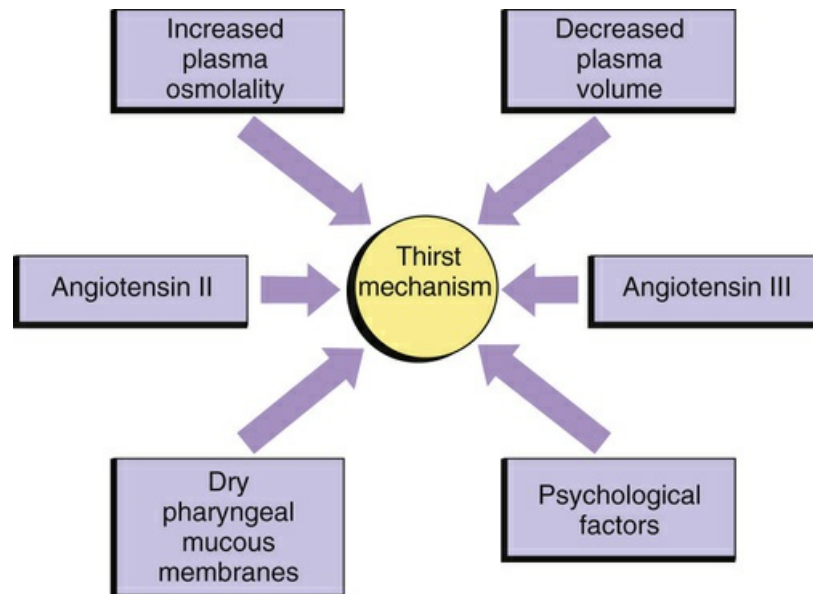 Increased
plasma
osmolality
Decreased
plasma
volume
Angiotensin II
Thirst
mechanism
Angiotensin III
Dry
pharyngeal
mucous
membranes
Psychological
factors